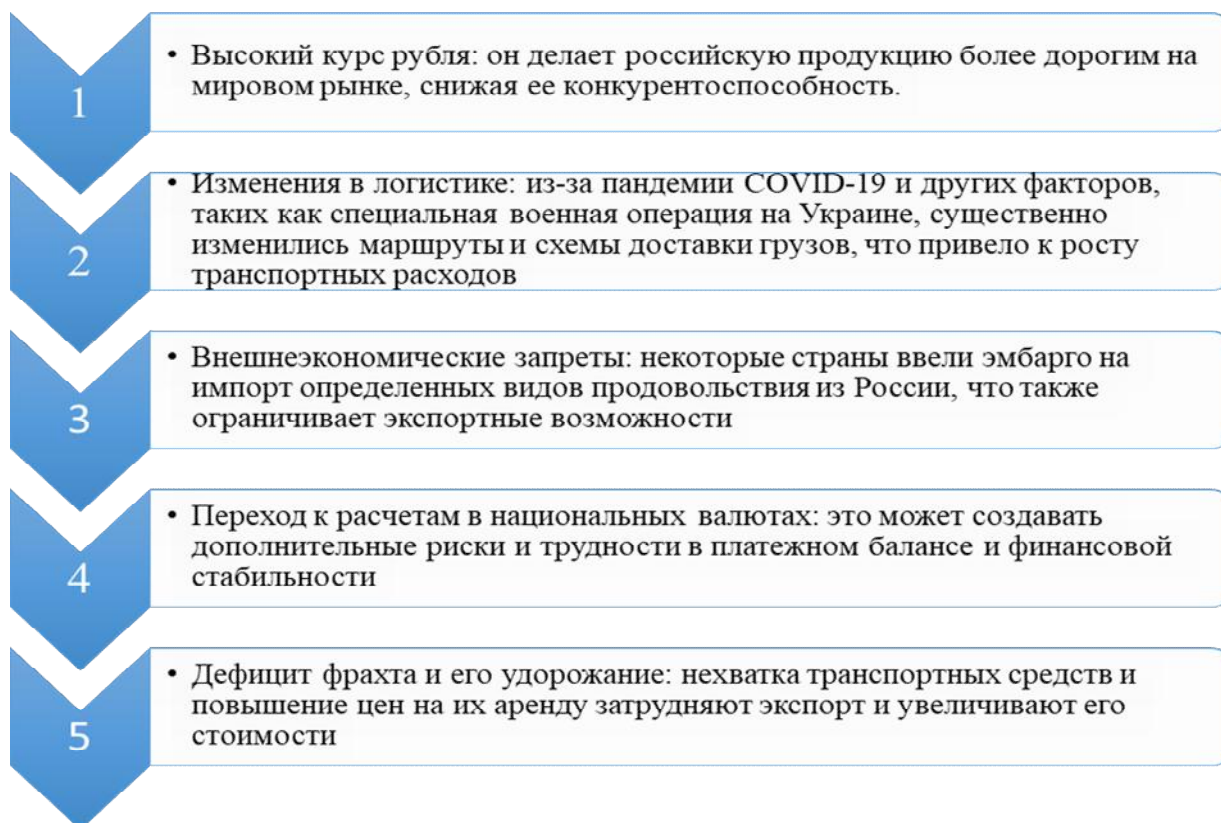 1
• Высокий курс рубля: он делает российскую продукцию более дорогим на
мировом рынке, снижая ее конкурентоспособность.
2
• Изменения в логистике: из-за пандемии COVID-19 и других факторов,
таких как специальная военная операция на Украине, существенно
изменились маршруты и схемы доставки грузов, что привело к росту
транспортных расходов
3
• Внешнеэкономические запреты: некоторые страны ввели эмбарго на
импорт определенных видов продовольствия из России, что также
ограничивает экспортные возможности
4
• Переход к расчетам в национальных валютах: это может создавать
дополнительные риски и трудности в платежном балансе и финансовой
стабильности
5
• Дефицит фрахта и его удорожание: нехватка транспортных средств и
повышение цен на их аренду затрудняют экспорт и увеличивают его
стоимости